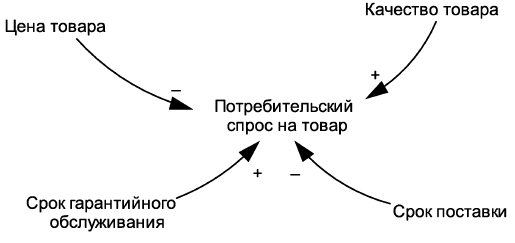 Качество товара
Цена товара
–
+
Потребительский
спрос на товар
+
–
Срок гарантийного
обслуживания
Срок поставки